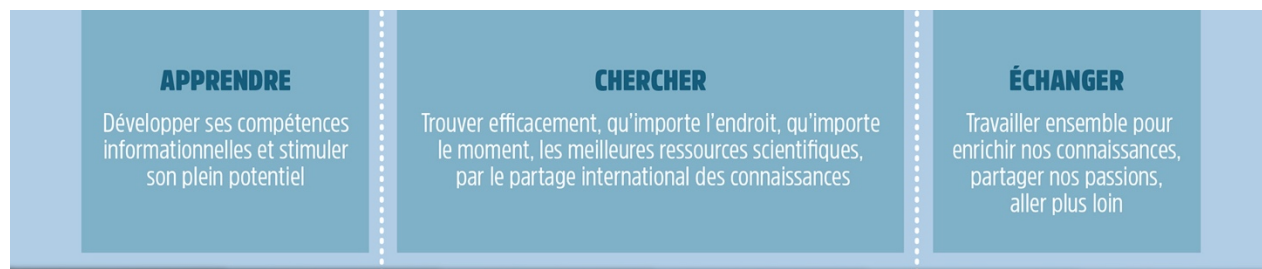 APPRENDRE
Développer ses compétences
informationnelles et stimuler
son plein potentiel
CHERCHER
Trouver efficacement, qu'importe l'endroit, qu'importe
le moment, les meilleures ressources scientifiques,
par le partage international des connaissances
ÉCHANGER
Travailler ensemble pour
enrichir nos connaissances,
partager nos passions,
aller plus loin